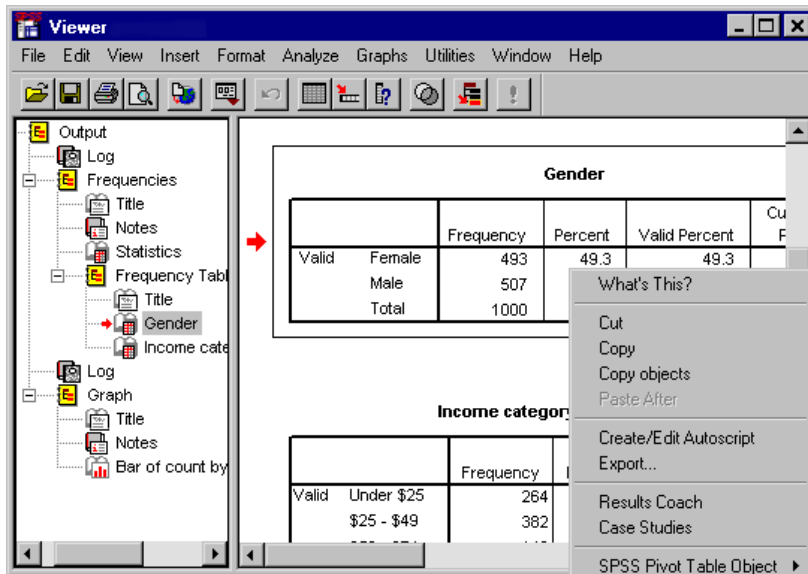 Viewer
File Edit View Insert Format Analyze Graphs Utilities Window Help
Output
Log
Frequencies
Title
Notes
Statistics
Frequency Tabl
Title
Gender
Income cate
Log
Graph
Title
Notes
Bar of count by
Gender
Frequency Percent Valid Percent
Valid Female 493 49.3 49.3
Male 507
Total 1000
What's This?
Cut
Copy
Copy objects
Paste After
Create/Edit Autoscript
Export...
Results Coach
Case Studies
SPSS Pivot Table Object
Income category
Frequency
Valid Under $25 264
$25 - $49 382